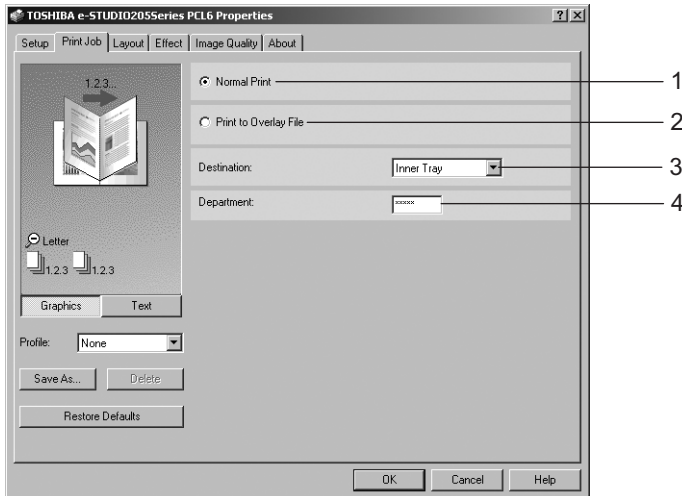 TOSHIBA e-STUDIO205Series PCL6 Properties
Setup Print Job Layout Effect Image Quality About
1.2.3...
Normal Print 1
Print to Overlay File 2
Destination: Inner Tray 3
Department: ××××× 4
Letter
1.2.3 1.2.3
Graphics Text
Profile: None
Save As... Delete
Restore Defaults
OK Cancel Help